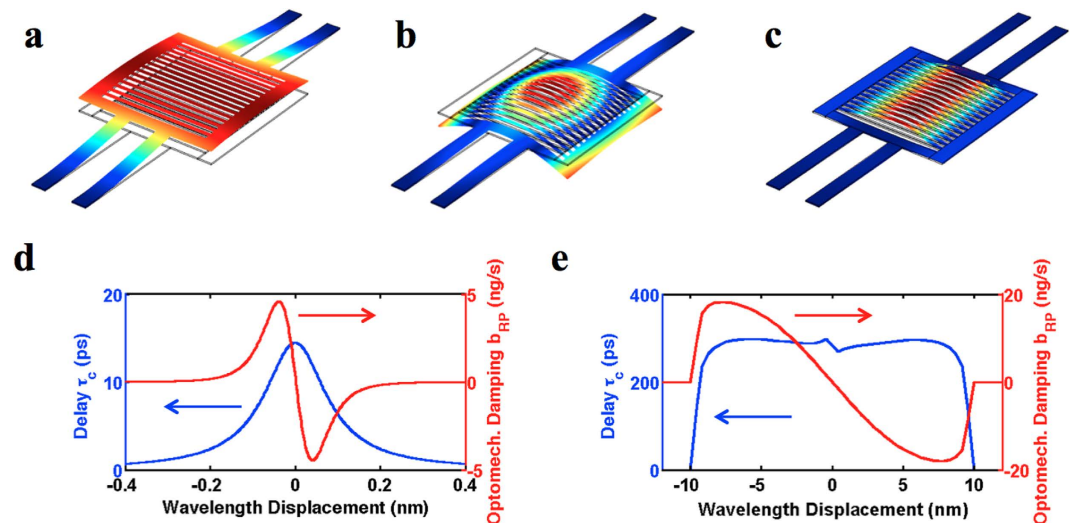 a
b
c
d
e
20
10
0
Delay τc (ps)
5
0
-5
Optomech. Damping bRP (ng/s)
-0.4
-0.2
0
0.2
0.4
Wavelength Displacement (nm)
400
200
0
Delay τc (ps)
20
10
0
-10
-20
Optomech. Damping bRP (ng/s)
-10
-5
0
5
10
Wavelength Displacement (nm)